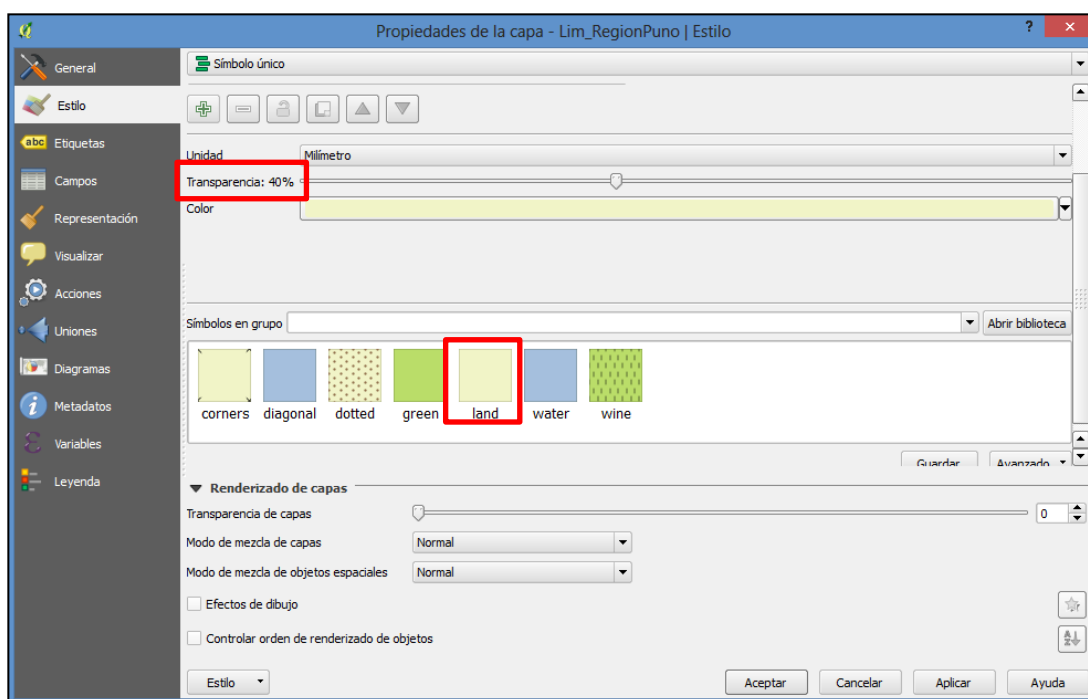 Propiedades de la capa - Lim_RegionPuno | Estilo
?
×
General
Estilo
abc Etiquetas
Campos
Representación
Visualizar
Acciones
Uniones
Diagramas
Metadatos
Variables
Leyenda
Símbolo único
Unidad Milímetro
Transparencia: 40%
Color
Símbolos en grupo Abrir biblioteca
corners diagonal dotted green land water wine
Guardar Avanzado
Renderizado de capas
Transparencia de capas 0
Modo de mezcla de capas Normal
Modo de mezcla de objetos espaciales Normal
Efectos de dibujo
Controlar orden de renderizado de objetos
Estilo Aceptar Cancelar Aplicar Ayuda